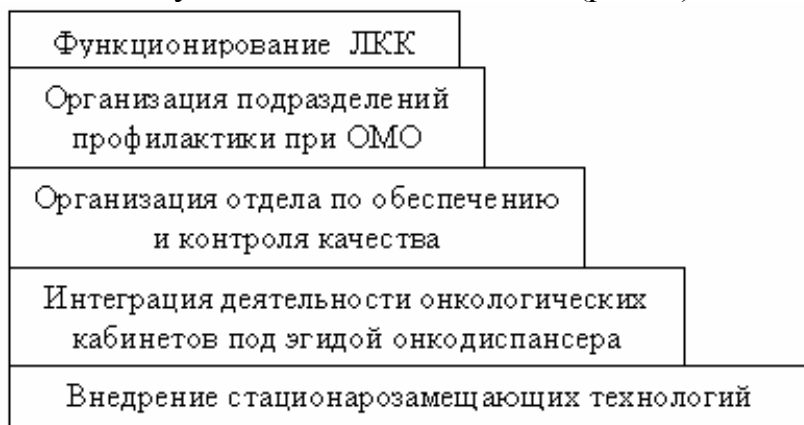 Функционирование ЛКК
Организация подразделений
профилактики при ОМО
Организация отдела по обеспечению
и контроля качества
Интеграция деятельности онкологических
кабинетов под эгидой онкодиспансера
Внедрение стационарозамещающих технологий